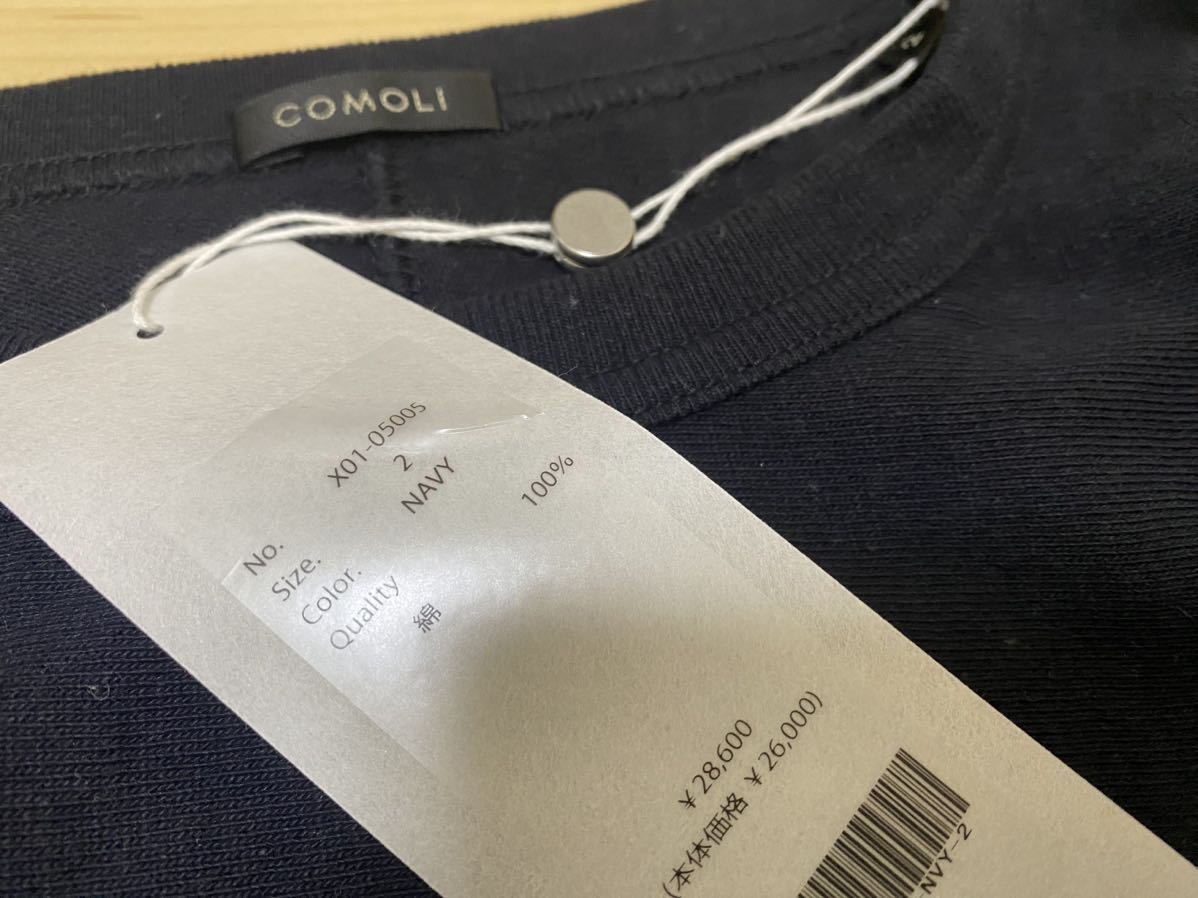 COMOLI
No. X01-05005
Size. 2
Color. NAVY
Quality
綿 100%
¥28,600
(本体価格 ¥26,000)
NVY-2